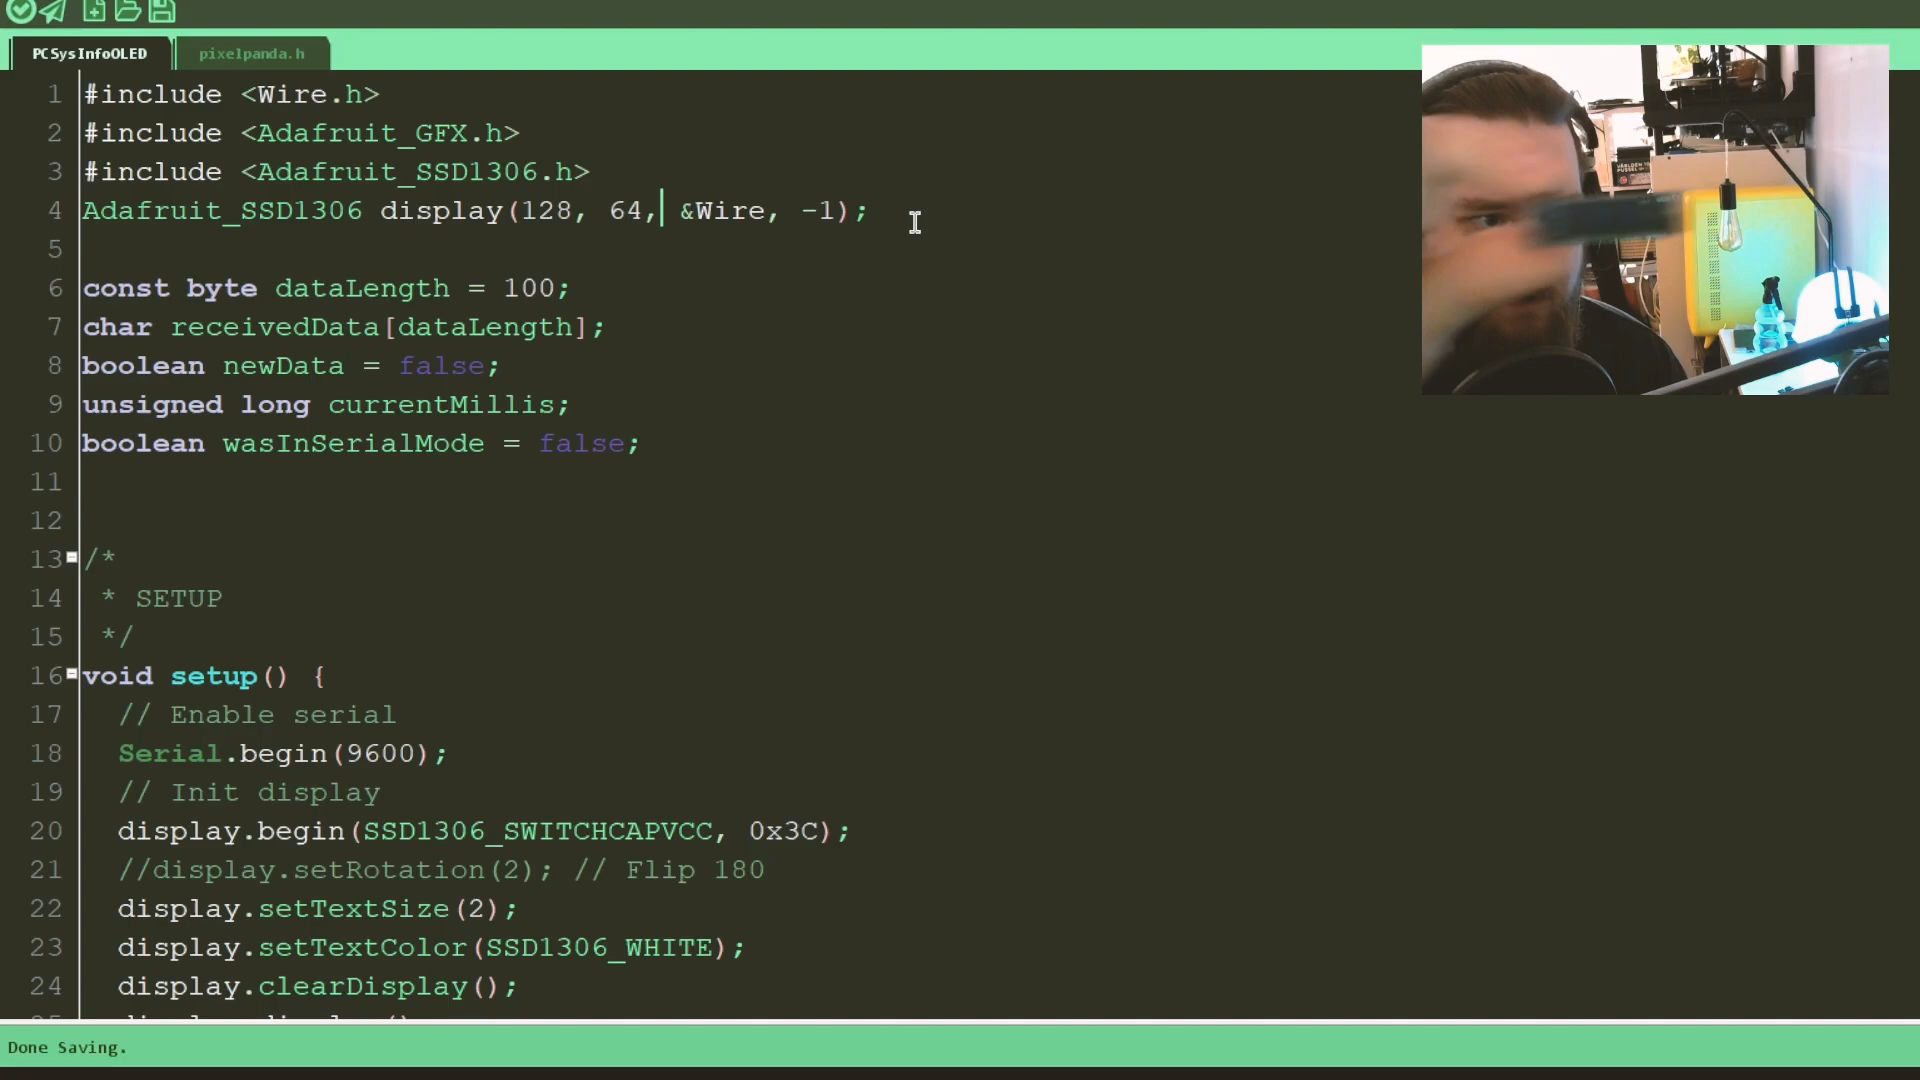 PCSysInfoOLED
pixelpanda.h
1 #include <Wire.h>
2 #include <Adafruit_GFX.h>
3 #include <Adafruit_SSD1306.h>
4 Adafruit_SSD1306 display(128, 64, &Wire, -1);
5
6 const byte dataLength = 100;
7 char receivedData[dataLength];
8 boolean newData = false;
9 unsigned long currentMillis;
10 boolean wasInSerialMode = false;
11
12
13 /*
14 * SETUP
15 */
16 void setup() {
17 // Enable serial
18 Serial.begin(9600);
19 // Init display
20 display.begin(SSD1306_SWITCHCAPVCC, 0x3C);
21 //display.setRotation(2); // Flip 180
22 display.setTextSize(2);
23 display.setTextColor(SSD1306_WHITE);
24 display.clearDisplay();
Done Saving.